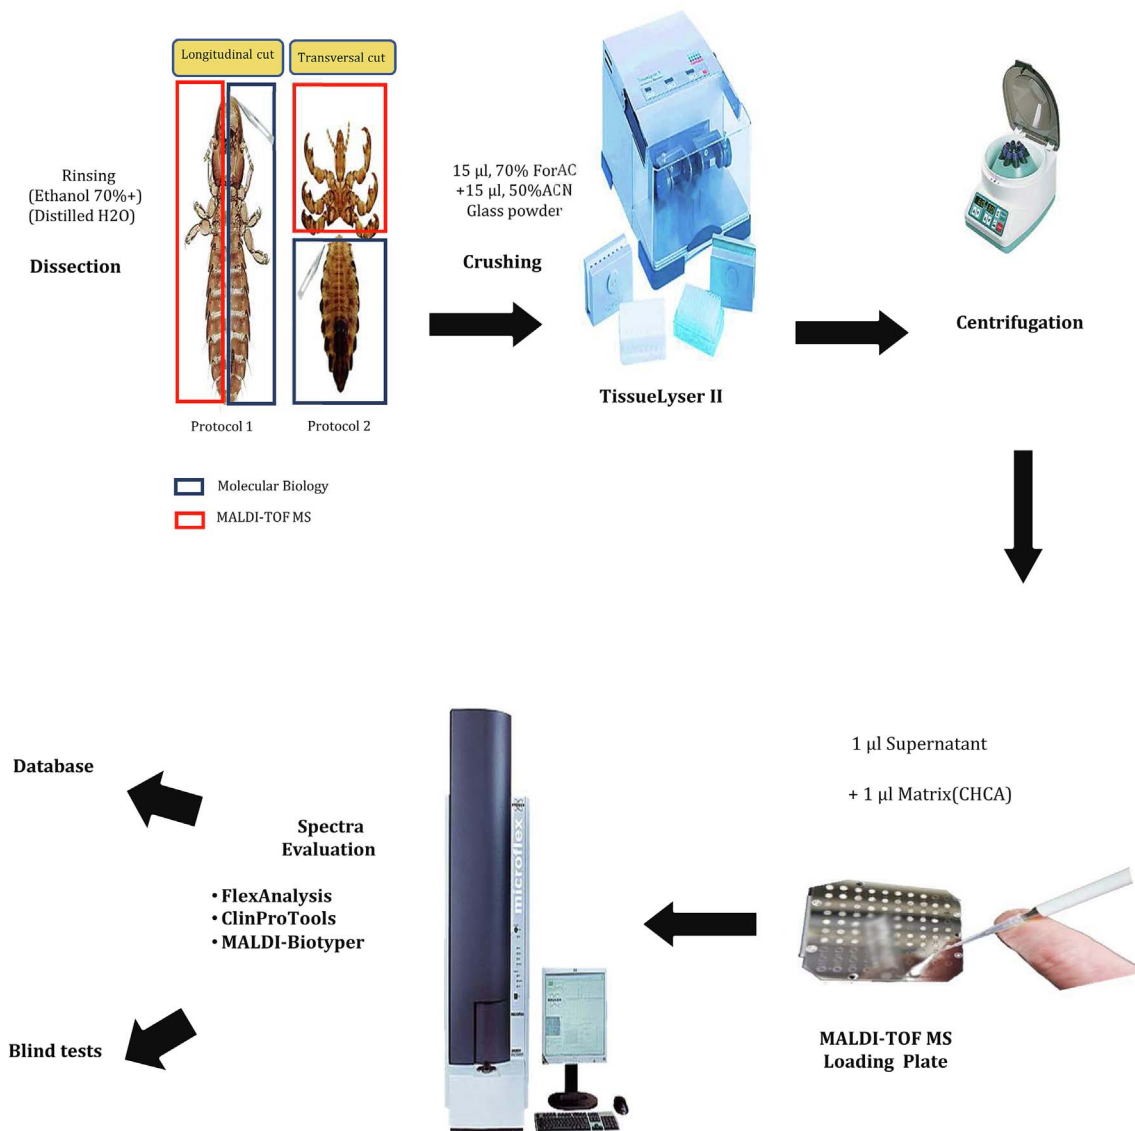 Longitudinal cut
Transversal cut
Rinsing
(Ethanol 70%+)
(Distilled H2O)
Dissection
Protocol 1
Protocol 2
Molecular Biology
MALDI-TOF MS
15 µl, 70% ForAC
+15 µl, 50%ACN
Glass powder
Crushing
TissueLyser II
Centrifugation
1 µl Supernatant
+ 1 µl Matrix(CHCA)
MALDI-TOF MS
Loading Plate
microflex
Spectra
Evaluation
• FlexAnalysis
• ClinProTools
• MALDI-Biotyper
Database
Blind tests